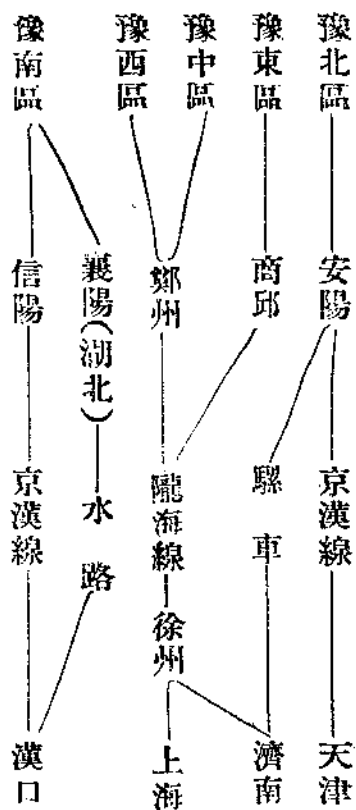 豫北區 安陽 京漢線 天津
騾車 濟南
豫東區 商邱
豫中區
豫西區 鄭州 隴海線 徐州 上海
襄陽(湖北) 水路
豫南區 信陽 京漢線 漢口